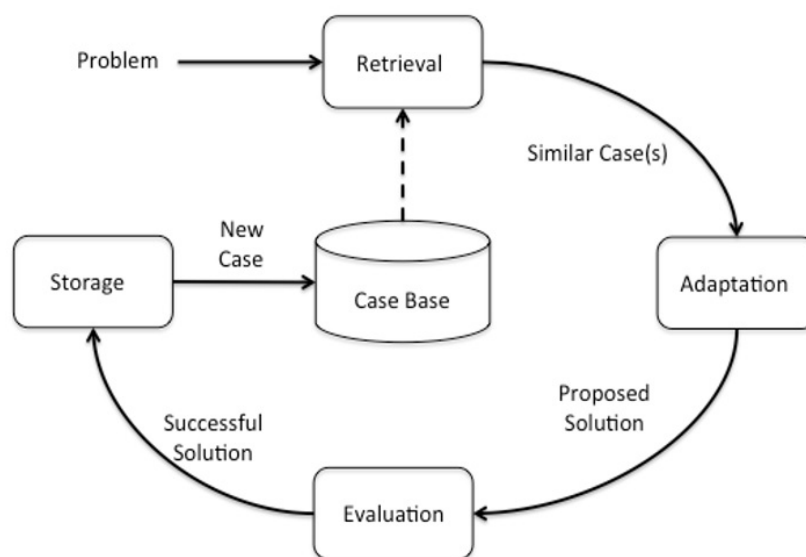 Problem
Retrieval
Similar Case(s)
New
Case
Storage
Case Base
Adaptation
Proposed
Solution
Successful
Solution
Evaluation